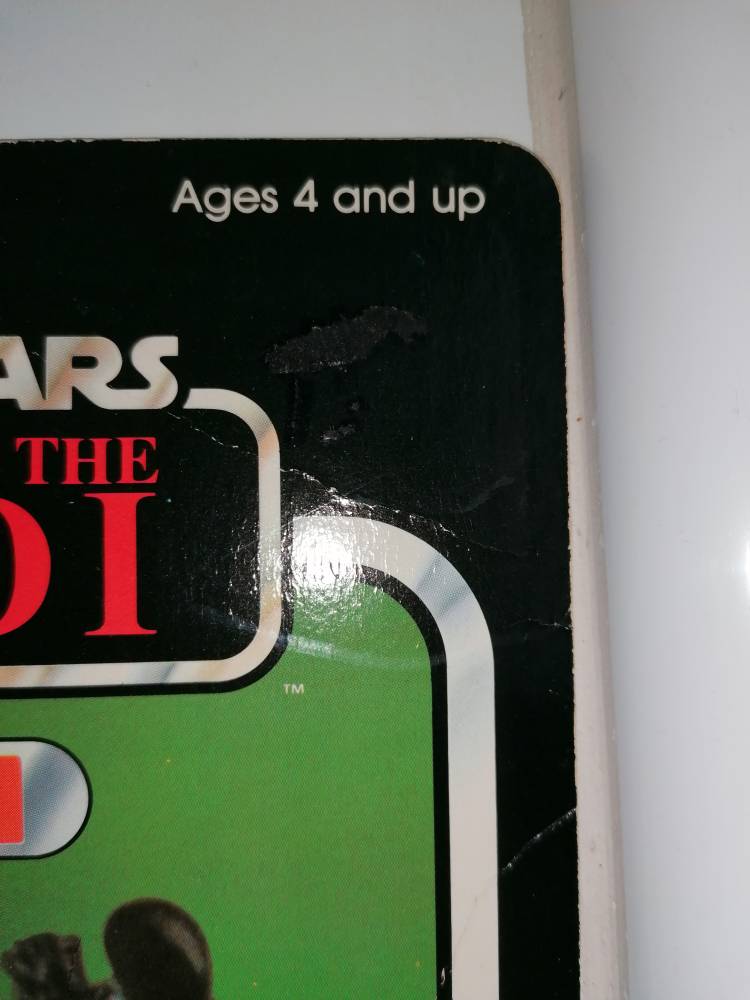 Ages 4 and up
ARS
THE
DI
TM